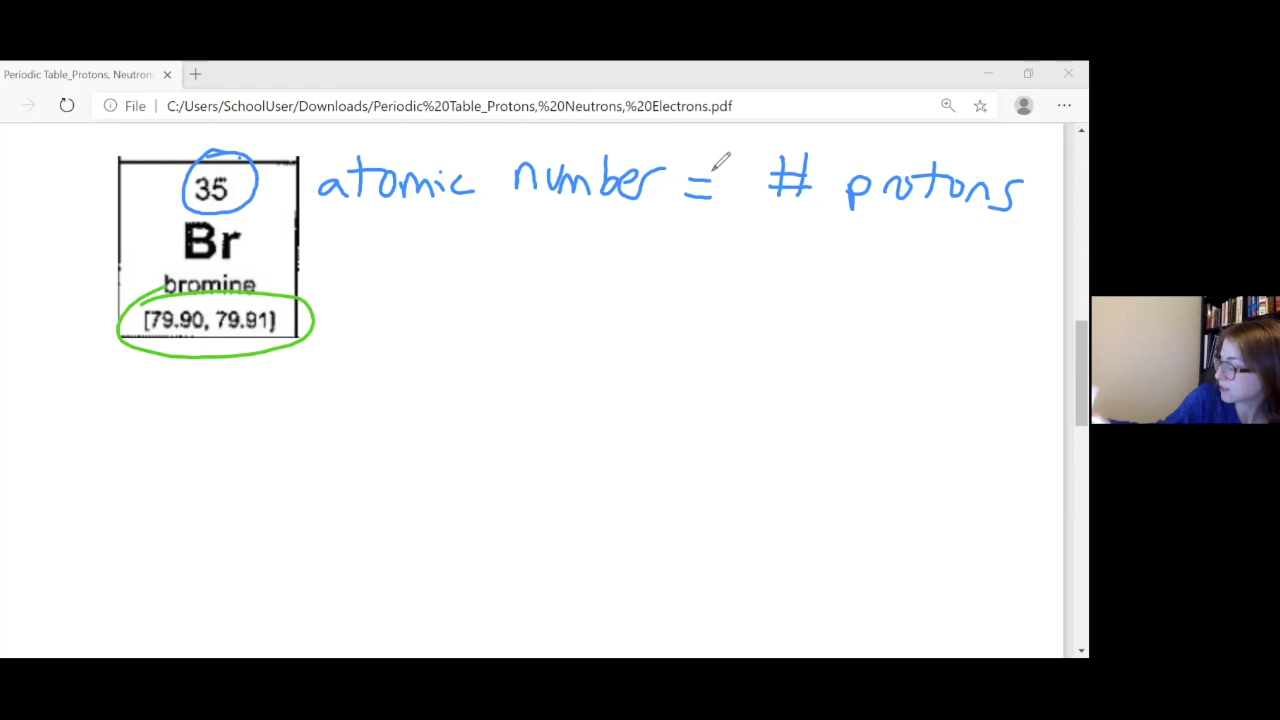 Periodic Table_Protons, Neutron
File
C:/Users/SchoolUser/Downloads/Periodic%20Table_Protons,%20Neutrons,%20Electrons.pdf
35 atomic number = # protons
Br
bromine
[79.90, 79.91]